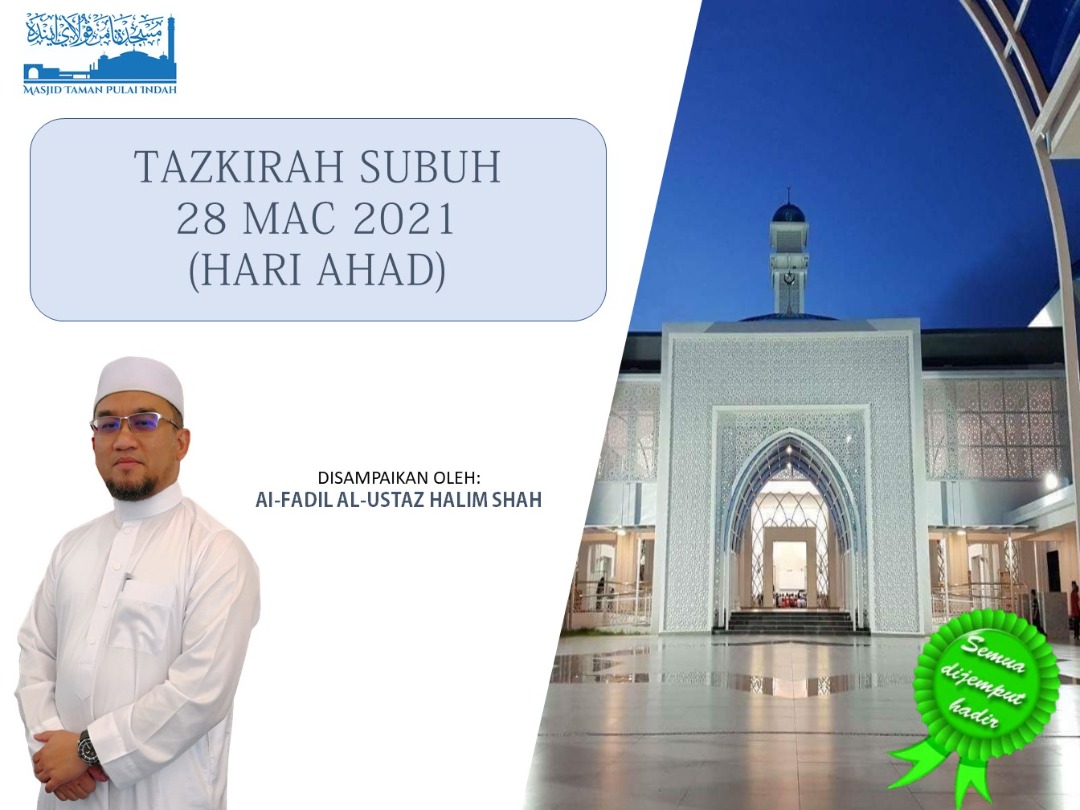 مسجد تامن ڤولاي اينده
MASJID TAMAN PULAI INDAH
TAZKIRAH SUBUH
28 MAC 2021
(HARI AHAD)
DISAMPAIKAN OLEH:
Al-FADIL AL-USTAZ HALIM SHAH
Semua
dijemput
hadir